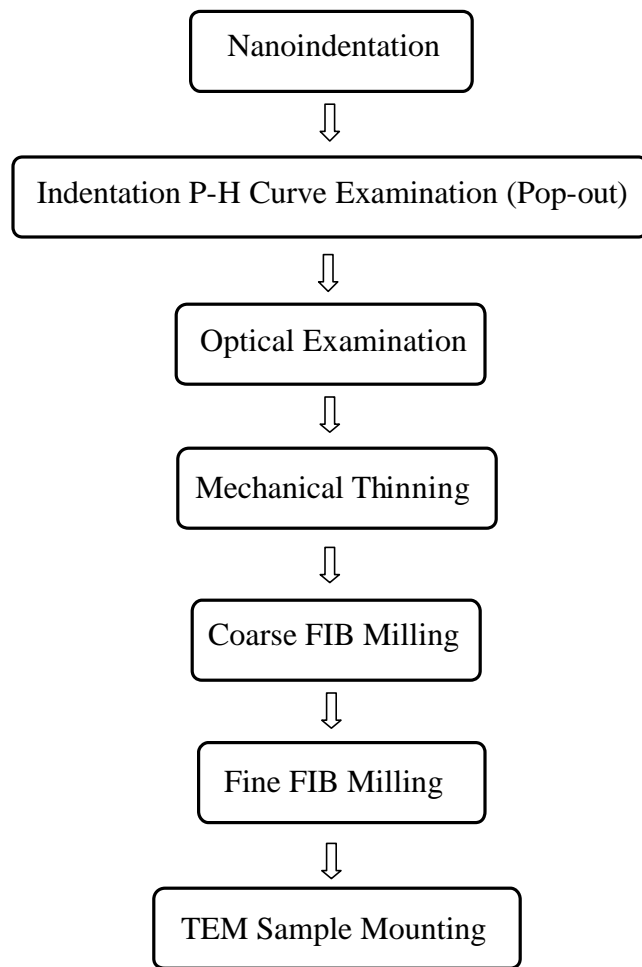 Nanoindentation
Indentation P-H Curve Examination (Pop-out)
Optical Examination
Mechanical Thinning
Coarse FIB Milling
Fine FIB Milling
TEM Sample Mounting